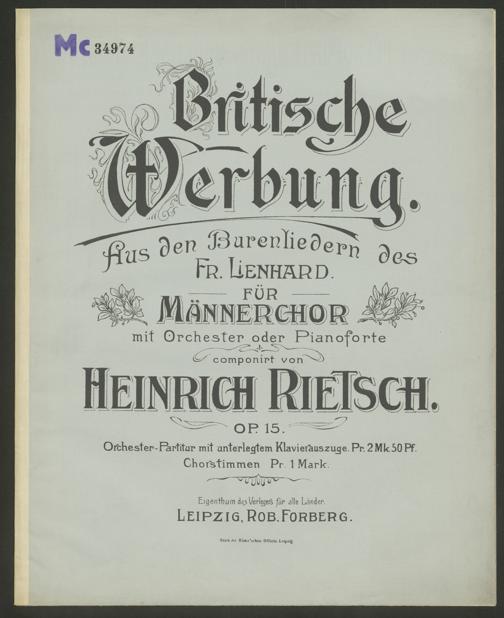 Mc 34974
Britische
Werbung.
Aus den Burenliedern des
FR. LIENHARD.
FÜR
MÄNNERCHOR
mit Orchester oder Pianoforte
componirt von
HEINRICH RIETSCH.
OP. 15.
Orchester-Partitur mit unterlegtem Klavierauszuge. Pr. 2 Mk. 50 Pf.
Chorstimmen Pr. 1 Mark.
Eigenthum des Verlegers für alle Länder.
LEIPZIG, ROB. FORBERG.
Leipzig